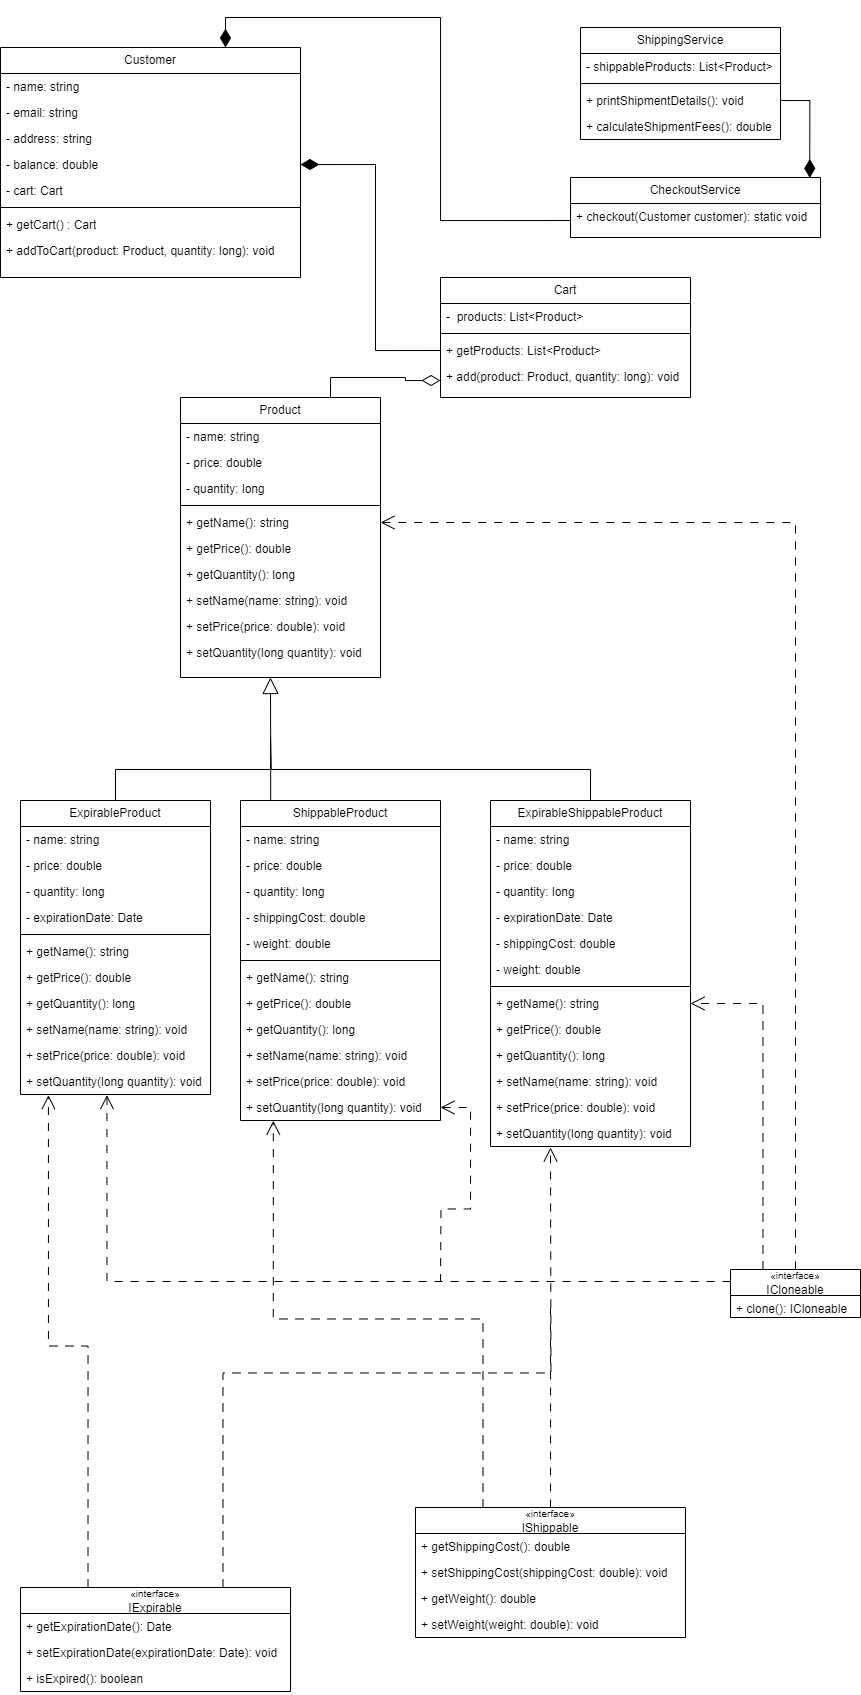 Customer
- name: string
- email: string
- address: string
- balance: double
- cart: Cart
+ getCart() : Cart
+ addToCart(product: Product, quantity: long): void
ShippingService
- shippableProducts: List<Product>
+ printShipmentDetails(): void
+ calculateShipmentFees(): double
CheckoutService
+ checkout(Customer customer): static void
Cart
-  products: List<Product>
+ getProducts: List<Product>
+ add(product: Product, quantity: long): void
Product
- name: string
- price: double
- quantity: long
+ getName(): string
+ getPrice(): double
+ getQuantity(): long
+ setName(name: string): void
+ setPrice(price: double): void
+ setQuantity(long quantity): void
ExpirableProduct
- name: string
- price: double
- quantity: long
- expirationDate: Date
+ getName(): string
+ getPrice(): double
+ getQuantity(): long
+ setName(name: string): void
+ setPrice(price: double): void
+ setQuantity(long quantity): void
ShippableProduct
- name: string
- price: double
- quantity: long
- shippingCost: double
- weight: double
+ getName(): string
+ getPrice(): double
+ getQuantity(): long
+ setName(name: string): void
+ setPrice(price: double): void
+ setQuantity(long quantity): void
ExpirableShippableProduct
- name: string
- price: double
- quantity: long
- expirationDate: Date
- shippingCost: double
- weight: double
+ getName(): string
+ getPrice(): double
+ getQuantity(): long
+ setName(name: string): void
+ setPrice(price: double): void
+ setQuantity(long quantity): void
«interface»
ICloneable
+ clone(): ICloneable
«interface»
IShippable
+ getShippingCost(): double
+ setShippingCost(shippingCost: double): void
+ getWeight(): double
+ setWeight(weight: double): void
«interface»
IExpirable
+ getExpirationDate(): Date
+ setExpirationDate(expirationDate: Date): void
+ isExpired(): boolean